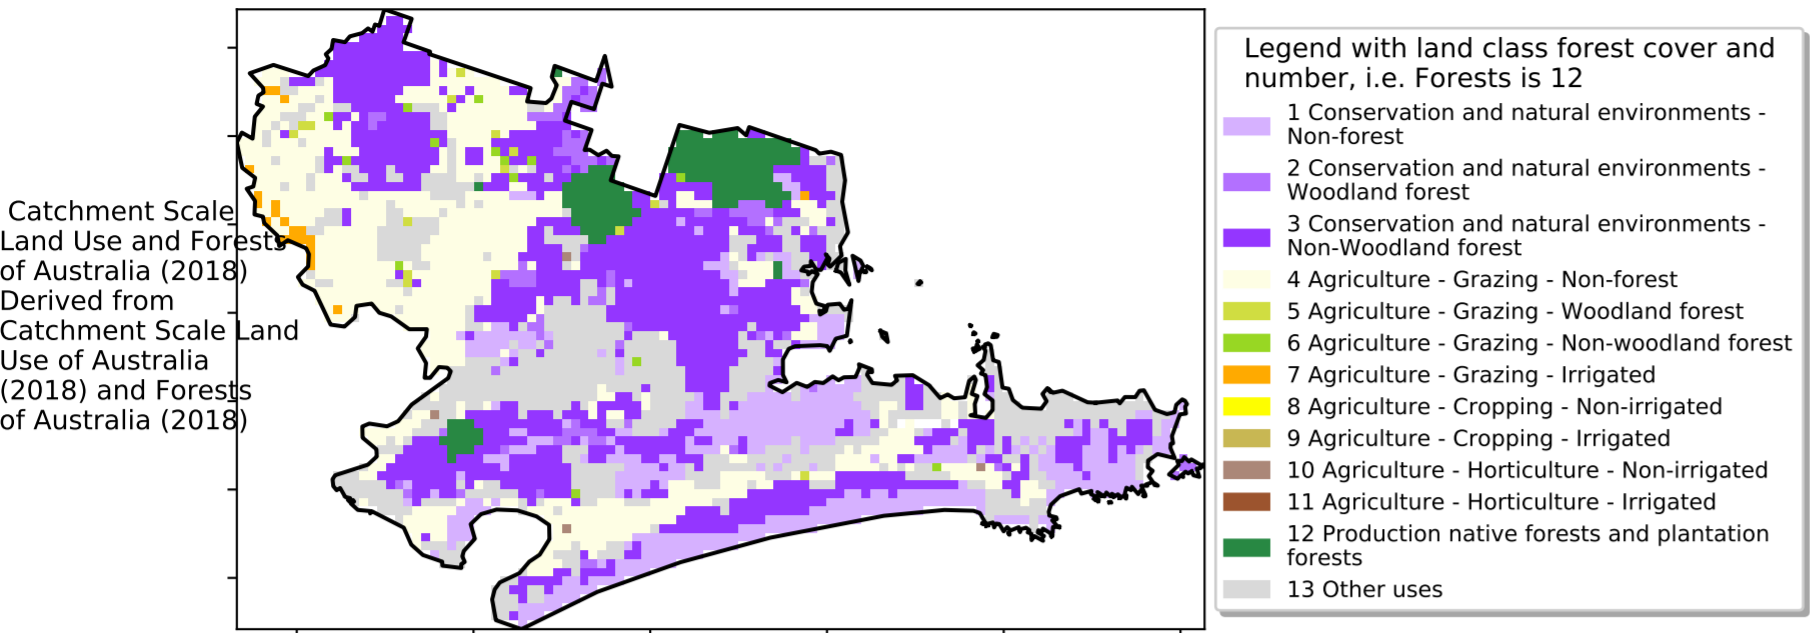 Catchment Scale
Land Use and Forests
of Australia (2018)
Derived from
Catchment Scale Land
Use of Australia
(2018) and Forests
of Australia (2018)
Legend with land class forest cover and
number, i.e. Forests is 12
1 Conservation and natural environments -
Non-forest
2 Conservation and natural environments -
Woodland forest
3 Conservation and natural environments -
Non-Woodland forest
4 Agriculture - Grazing - Non-forest
5 Agriculture - Grazing - Woodland forest
6 Agriculture - Grazing - Non-woodland forest
7 Agriculture - Grazing - Irrigated
8 Agriculture - Cropping - Non-irrigated
9 Agriculture - Cropping - Irrigated
10 Agriculture - Horticulture - Non-irrigated
11 Agriculture - Horticulture - Irrigated
12 Production native forests and plantation
forests
13 Other uses